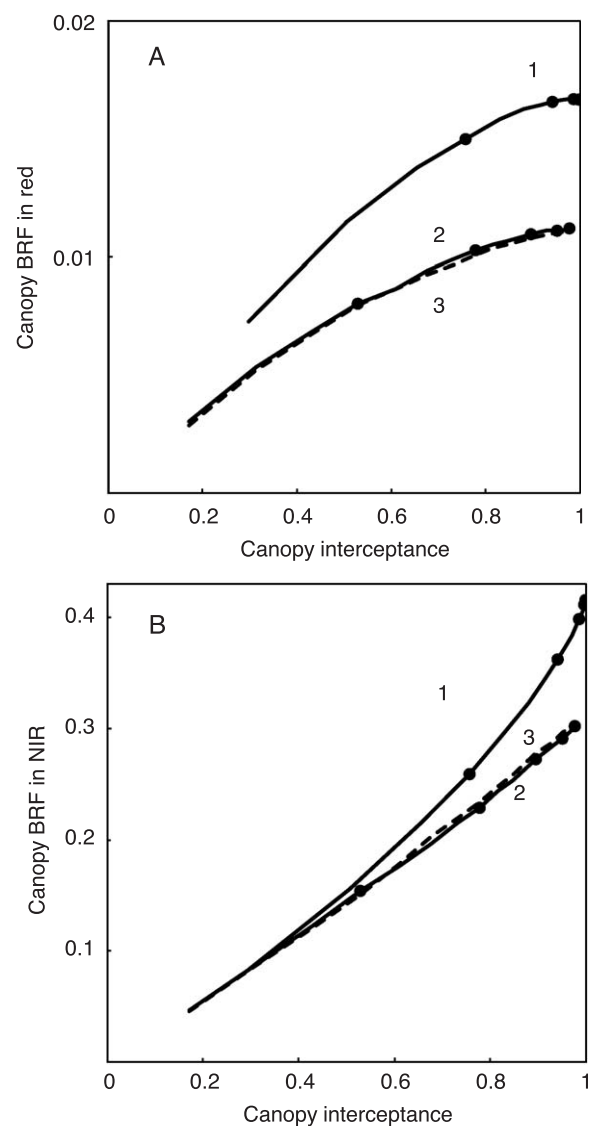 0.02
A
1
Canopy BRF in red
2
0.01
3
0 0.2 0.4 0.6 0.8 1
Canopy interceptance
B
0.4
1
0.3
3
Canopy BRF in NIR
2
0.2
0.1
0 0.2 0.4 0.6 0.8 1
Canopy interceptance